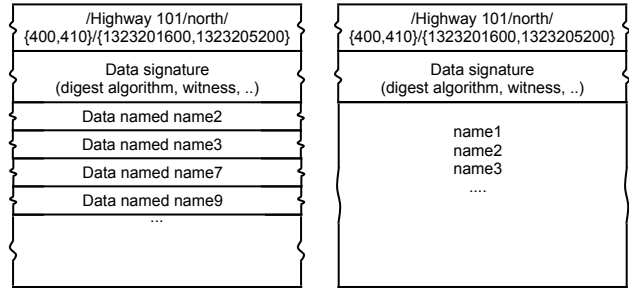 /Highway 101/north/
{400,410}/{1323201600,1323205200}
Data signature
(digest algorithm, witness, ..)
Data named name2
Data named name3
Data named name7
Data named name9
...
/Highway 101/north/
{400,410}/{1323201600,1323205200}
Data signature
(digest algorithm, witness, ..)
name1
name2
name3
....